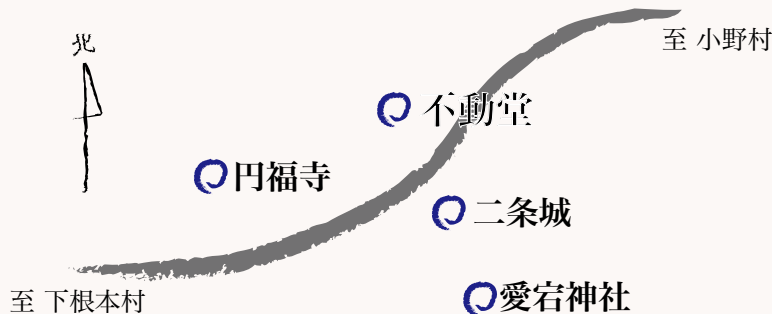 北
至 小野村
不動堂
円福寺
二条城
愛宕神社
至 下根本村